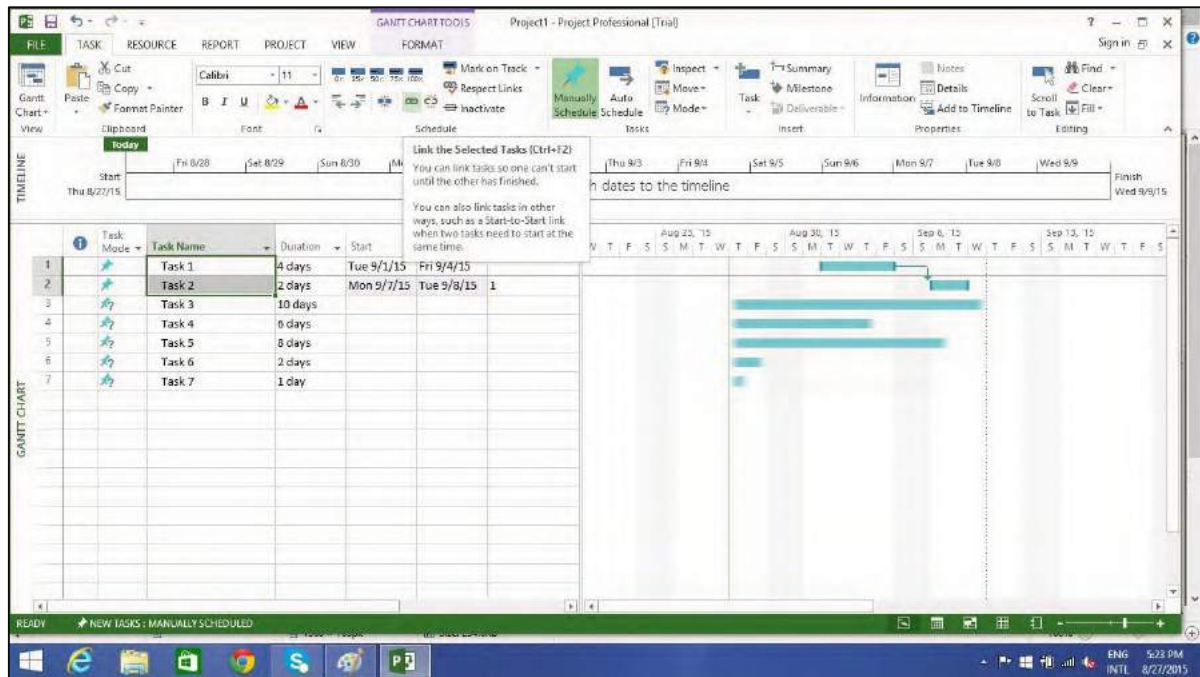 GANTT CHART TOOLS
Project1 - Project Professional [Trial]
FILE TASK RESOURCE REPORT PROJECT VIEW FORMAT
Sign in
Gantt Chart
View
Paste
Cut
Copy
Format Painter
Clipboard
Calibri 11
B I U A
Font
Mark on Track
Respect Links
Inactivate
Schedule
Manually Schedule
Auto Schedule
Inspect
Move
Mode
Tasks
Task
Summary
Milestone
Deliverable
Insert
Information
Notes
Details
Add to Timeline
Properties
Scroll to Task
Find
Clear
Fill
Editing
Link the Selected Tasks (Ctrl+F2)
You can link tasks so one can't start
until the other has finished.
You can also link tasks in other
ways, such as a Start-to-Start link
when two tasks need to start at the
same time.
TIMELINE
Today
Start
Thu 8/27/15
Fri 8/28 Sat 8/29 Sun 8/30 Thu 9/3 Fri 9/4 Sat 9/5 Sun 9/6 Mon 9/7 Tue 9/8 Wed 9/9
dates to the timeline
Finish
Wed 9/9/15
Task Mode Task Name Duration Start
Aug 23, '15 Aug 30, '15 Sep 6, '15 Sep 13, '15
T F S S M T W T F S S M T W T F S S M T W T F S S M T W T F S
1 Task 1 4 days Tue 9/1/15 Fri 9/4/15
2 Task 2 2 days Mon 9/7/15 Tue 9/8/15 1
3 Task 3 10 days
4 Task 4 6 days
5 Task 5 8 days
6 Task 6 2 days
7 Task 7 1 day
GANTT CHART
READY NEW TASKS : MANUALLY SCHEDULED
ENG 5:23 PM
INTL 8/27/2015